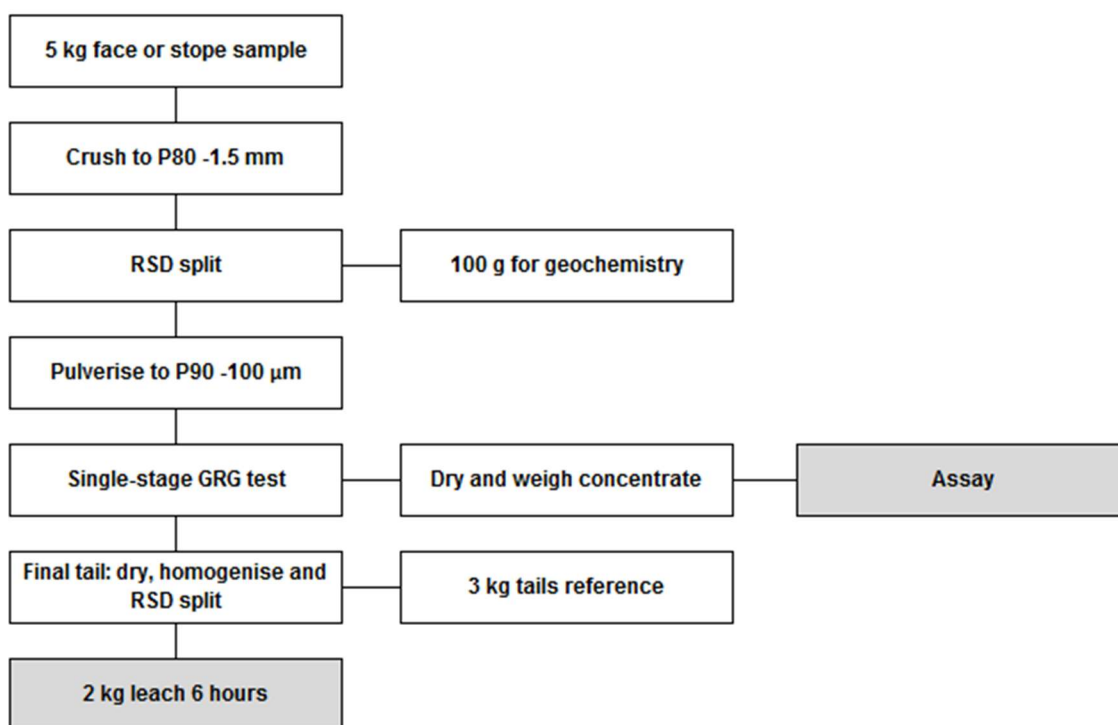 5 kg face or stope sample
Crush to P80 -1.5 mm
RSD split
100 g for geochemistry
Pulverise to P90 -100 µm
Single-stage GRG test
Dry and weigh concentrate
Assay
Final tail: dry, homogenise and
RSD split
3 kg tails reference
2 kg leach 6 hours